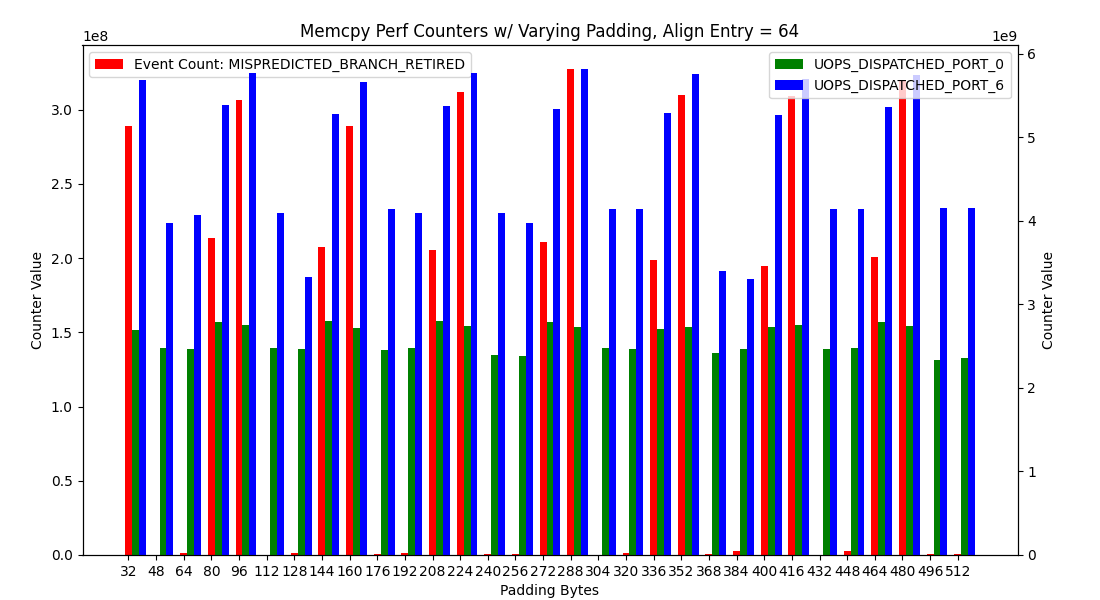 Memcpy Perf Counters w/ Varying Padding, Align Entry = 64
1e8
1e9
Event Count: MISPREDICTED_BRANCH_RETIRED
UOPS_DISPATCHED_PORT_0
UOPS_DISPATCHED_PORT_6
3.0
2.5
2.0
1.5
1.0
0.5
0.0
Counter Value
6
5
4
3
2
1
0
Counter Value
32 48 64 80 96 112 128 144 160 176 192 208 224 240 256 272 288 304 320 336 352 368 384 400 416 432 448 464 480 496 512
Padding Bytes